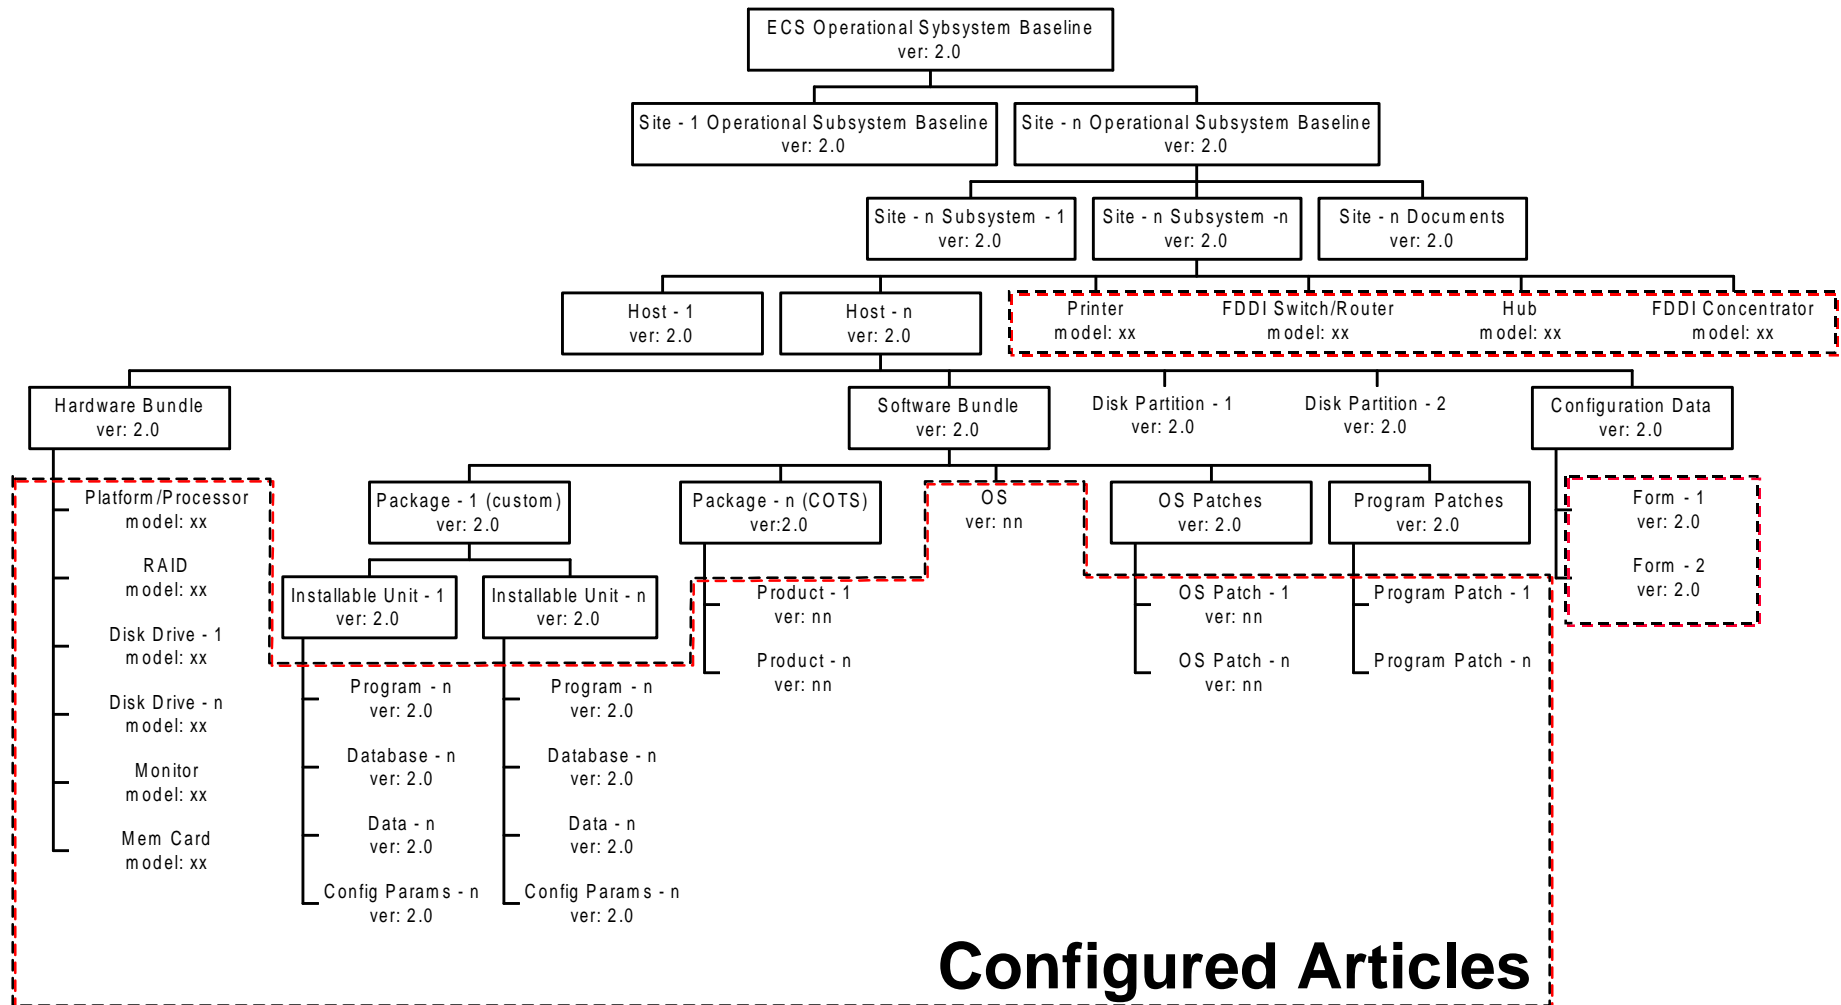 ECS Operational Sybsystem Baseline
ver: 2.0
Site - 1 Operational Subsystem Baseline
ver: 2.0
Site - n Operational Subsystem Baseline
ver: 2.0
Site - n Subsystem - 1
ver: 2.0
Site - n Subsystem -n
ver: 2.0
Site - n Documents
ver: 2.0
Host - 1
ver: 2.0
Host - n
ver: 2.0
Printer
model: xx
FDDI Switch/Router
model: xx
Hub
model: xx
FDDI Concentrator
model: xx
Hardware Bundle
ver: 2.0
Software Bundle
ver: 2.0
Disk Partition - 1
ver: 2.0
Disk Partition - 2
ver: 2.0
Configuration Data
ver: 2.0
Platform/Processor
model: xx
RAID
model: xx
Disk Drive - 1
model: xx
Disk Drive - n
model: xx
Monitor
model: xx
Mem Card
model: xx
Package - 1 (custom)
ver: 2.0
Package - n (COTS)
ver:2.0
OS
ver: nn
OS Patches
ver: 2.0
Program Patches
ver: 2.0
Form - 1
ver: 2.0
Form - 2
ver: 2.0
Installable Unit - 1
ver: 2.0
Installable Unit - n
ver: 2.0
Product - 1
ver: nn
Product - n
ver: nn
OS Patch - 1
ver: nn
OS Patch - n
ver: nn
Program Patch - 1
Program Patch - n
Program - n
ver: 2.0
Database - n
ver: 2.0
Data - n
ver: 2.0
Config Params - n
ver: 2.0
Program - n
ver: 2.0
Database - n
ver: 2.0
Data - n
ver: 2.0
Config Params - n
ver: 2.0
Configured Articles